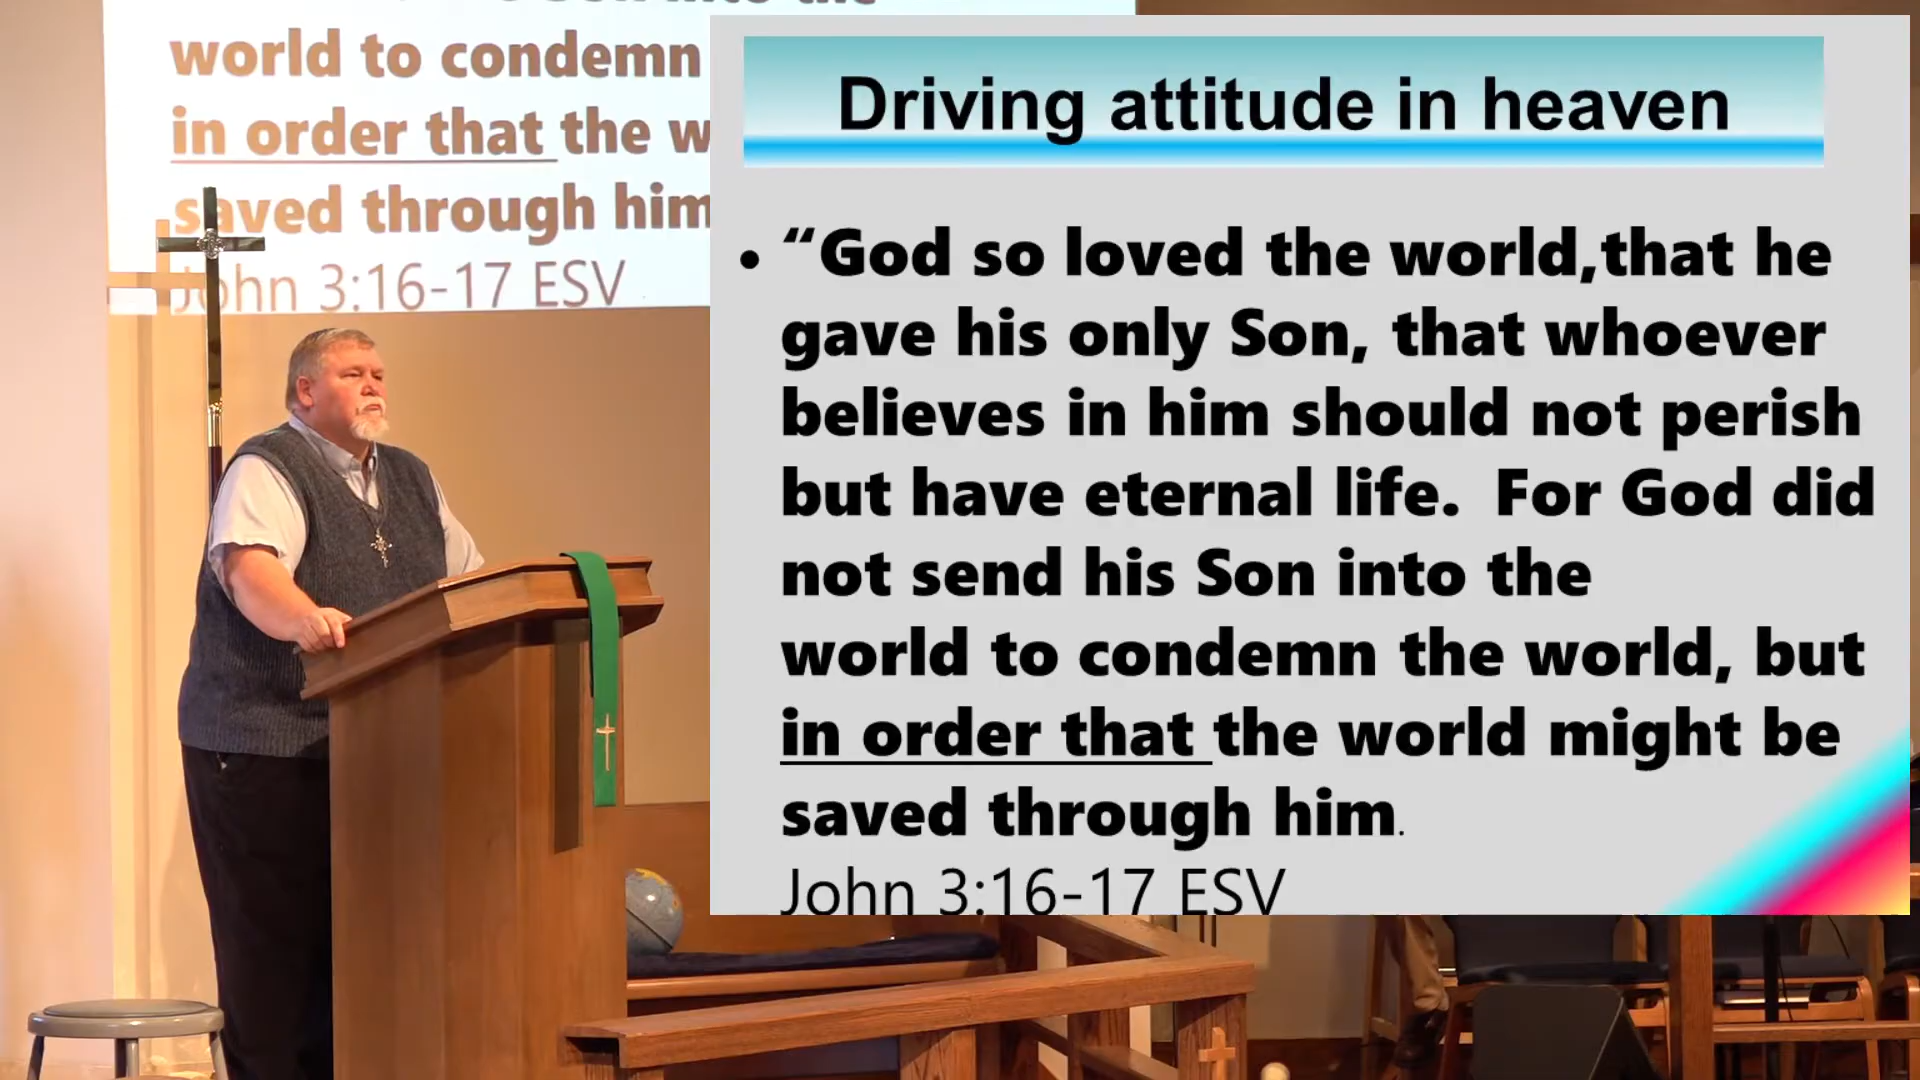 world to condemn
in order that the w
saved through him
John 3:16-17 ESV
Driving attitude in heaven
• “God so loved the world,that he
gave his only Son, that whoever
believes in him should not perish
but have eternal life.  For God did
not send his Son into the
world to condemn the world, but
in order that the world might be
saved through him.
John 3:16-17 ESV